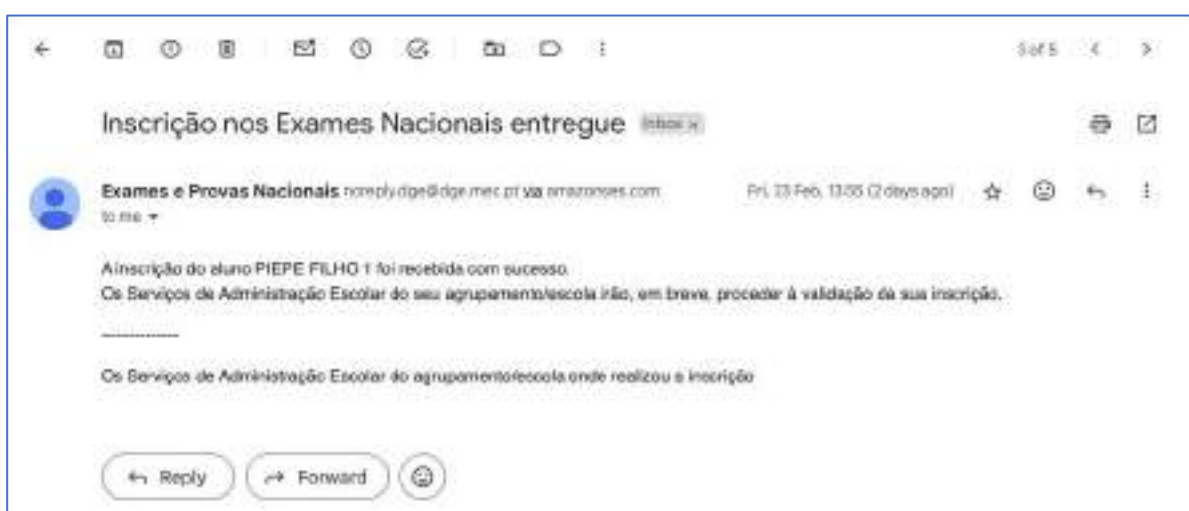 5 of 5
Inscrição nos Exames Nacionais entregue Inbox x
Exames e Provas Nacionais noreply.dge@dge.mec.pt via amazonses.com Fri, 23 Feb, 13:55 (2 days ago)
to me
A inscrição do aluno PIEPE FILHO 1 foi recebida com sucesso.
Os Serviços de Administração Escolar do seu agrupamento/escola irão, em breve, proceder à validação da sua inscrição.
---------------
Os Serviços de Administração Escolar do agrupamento/escola onde realizou a inscrição
Reply Forward